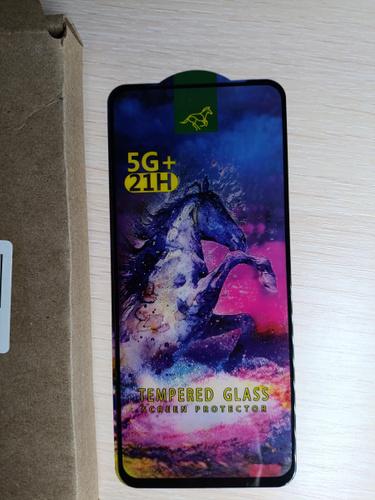 5G+
21H
TEMPERED GLASS
SCREEN PROTECTOR